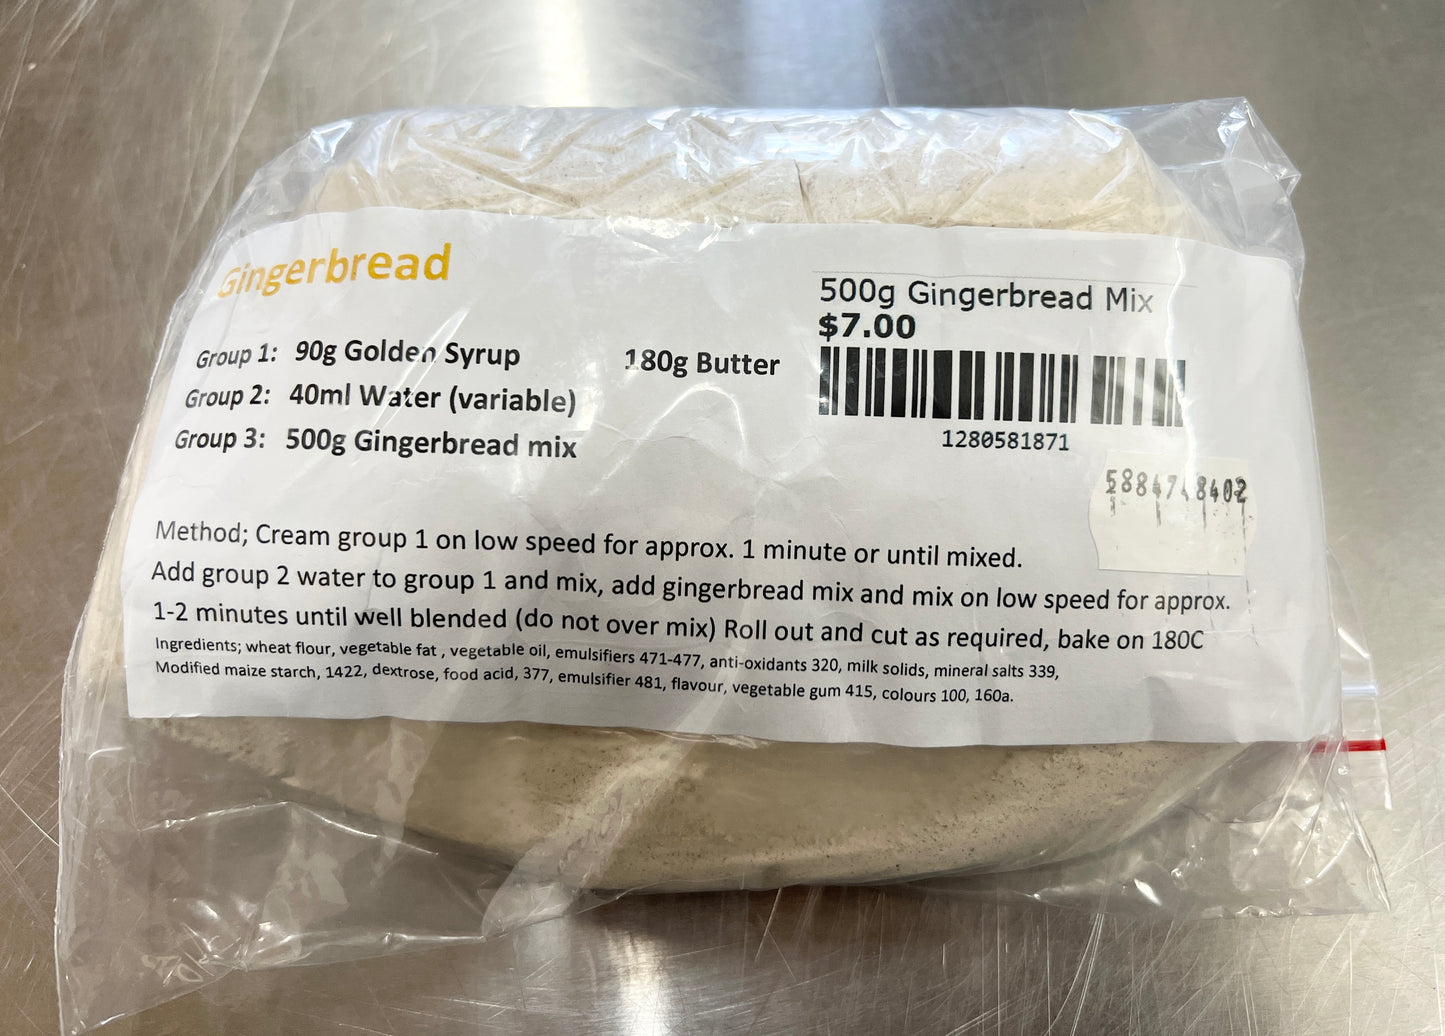 Gingerbread
Group 1: 90g Golden Syrup 180g Butter
Group 2: 40ml Water (variable)
Group 3: 500g Gingerbread mix
500g Gingerbread Mix
$7.00
1280581871
Method; Cream group 1 on low speed for approx. 1 minute or until mixed.
Add group 2 water to group 1 and mix, add gingerbread mix and mix on low speed for approx.
1-2 minutes until well blended (do not over mix) Roll out and cut as required, bake on 180C
Ingredients; wheat flour, vegetable fat , vegetable oil, emulsifiers 471-477, anti-oxidants 320, milk solids, mineral salts 339,
Modified maize starch, 1422, dextrose, food acid, 377, emulsifier 481, flavour, vegetable gum 415, colours 100, 160a.